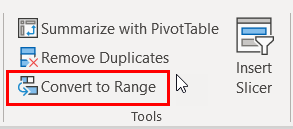 Summarize with PivotTable
Remove Duplicates
Convert to Range
Insert
Slicer
Tools